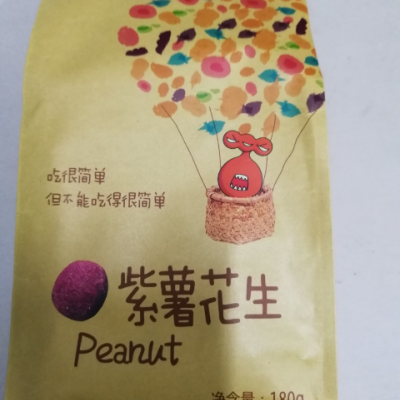 吃很简单
但不能吃得很简单
紫薯花生
Peanut
净含量：180g